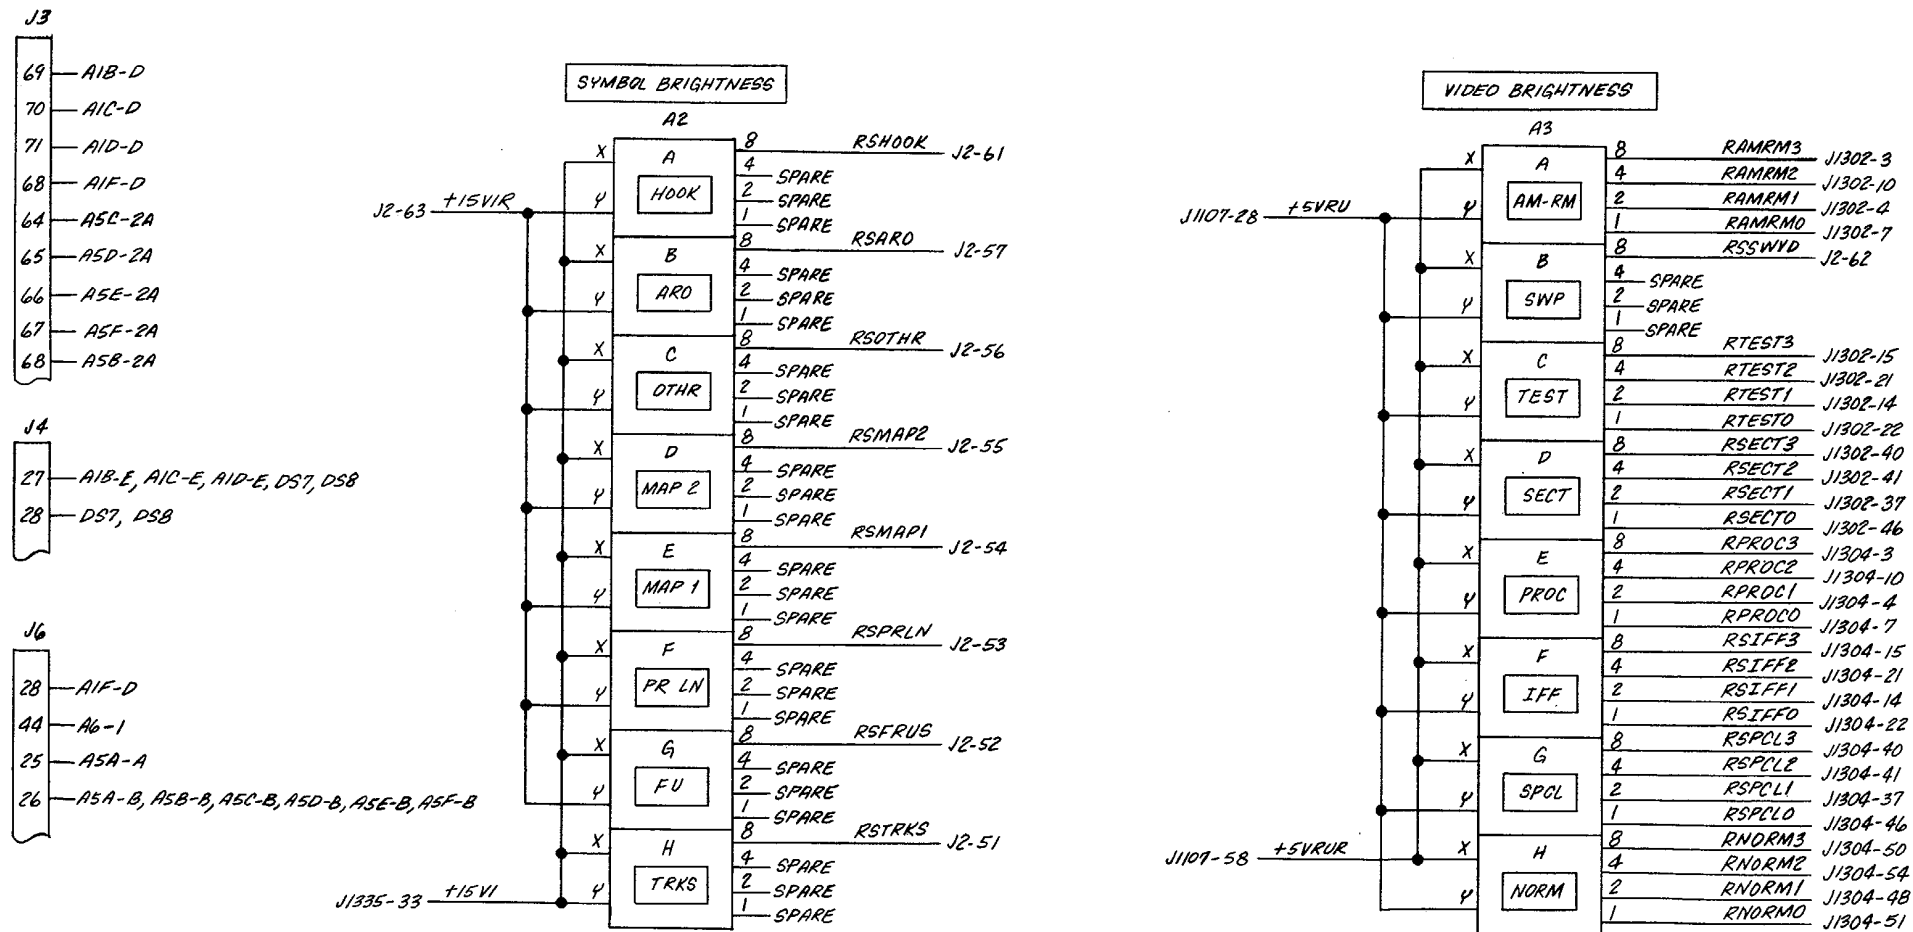 J3
69 A1B-D
70 A1C-D
71 A1D-D
68 A1F-D
64 A5C-2A
65 A5D-2A
66 A5E-2A
67 A5F-2A
68 A5B-2A
J4
27 A1B-E, A1C-E, A1D-E, DS7, DS8
28 DS7, DS8
J6
28 A1F-D
44 A6-1
25 A5A-A
26 A5A-B, A5B-B, A5C-B, A5D-B, A5E-B, A5F-B
SYMBOL BRIGHTNESS
A2
J2-63 +15V1R
J1335-33 +15V1
X A 8 RSHOOK J2-61
4 SPARE
Y HOOK 2 SPARE
1 SPARE
X B 8 RSARO J2-57
4 SPARE
Y ARO 2 SPARE
1 SPARE
X C 8 RSOTHR J2-56
4 SPARE
Y OTHR 2 SPARE
1 SPARE
X D 8 RSMAP2 J2-55
4 SPARE
Y MAP 2 2 SPARE
1 SPARE
X E 8 RSMAP1 J2-54
4 SPARE
Y MAP 1 2 SPARE
1 SPARE
X F 8 RSPRLN J2-53
4 SPARE
Y PR LN 2 SPARE
1 SPARE
X G 8 RSFRUS J2-52
4 SPARE
Y FU 2 SPARE
1 SPARE
X H 8 RSTRKS J2-51
4 SPARE
Y TRKS 2 SPARE
1 SPARE
VIDEO BRIGHTNESS
A3
J1107-28 +5VRU
J1107-58 +5VRUR
X A 8 RAMRM3 J1302-3
4 RAMRM2 J1302-10
Y AM-RM 2 RAMRM1 J1302-4
1 RAMRM0 J1302-7
X B 8 RSSWVD J2-62
4 SPARE
Y SWP 2 SPARE
1 SPARE
X C 8 RTEST3 J1302-15
4 RTEST2 J1302-21
Y TEST 2 RTEST1 J1302-14
1 RTEST0 J1302-22
X D 8 RSECT3 J1302-40
4 RSECT2 J1302-41
Y SECT 2 RSECT1 J1302-37
1 RSECT0 J1302-46
X E 8 RPROC3 J1304-3
4 RPROC2 J1304-10
Y PROC 2 RPROC1 J1304-4
1 RPROC0 J1304-7
X F 8 RSIFF3 J1304-15
4 RSIFF2 J1304-21
Y IFF 2 RSIFF1 J1304-14
1 RSIFF0 J1304-22
X G 8 RSPCL3 J1304-40
4 RSPCL2 J1304-41
Y SPCL 2 RSPCL1 J1304-37
1 RSPCL0 J1304-46
X H 8 RNORM3 J1304-50
4 RNORM2 J1304-54
Y NORM 2 RNORM1 J1304-48
1 RNORM0 J1304-51